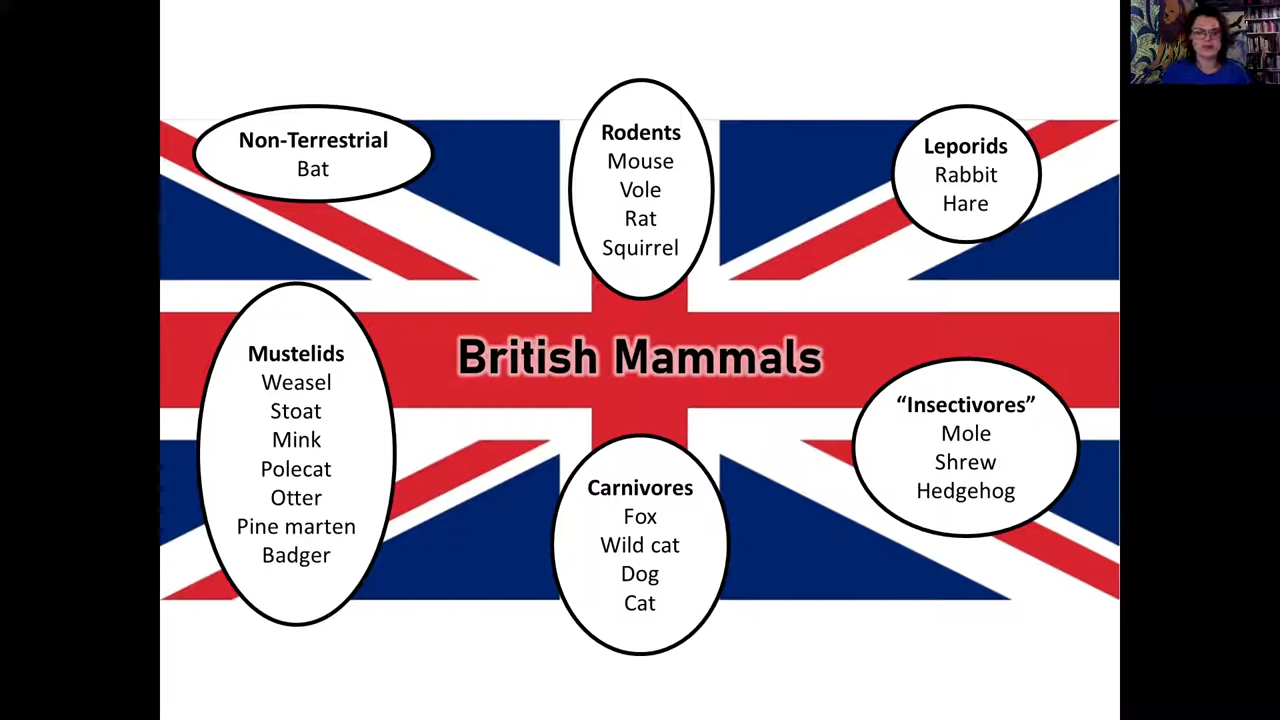 Non-Terrestrial
Bat
Rodents
Mouse
Vole
Rat
Squirrel
Leporids
Rabbit
Hare
British Mammals
Mustelids
Weasel
Stoat
Mink
Polecat
Otter
Pine marten
Badger
Carnivores
Fox
Wild cat
Dog
Cat
“Insectivores”
Mole
Shrew
Hedgehog